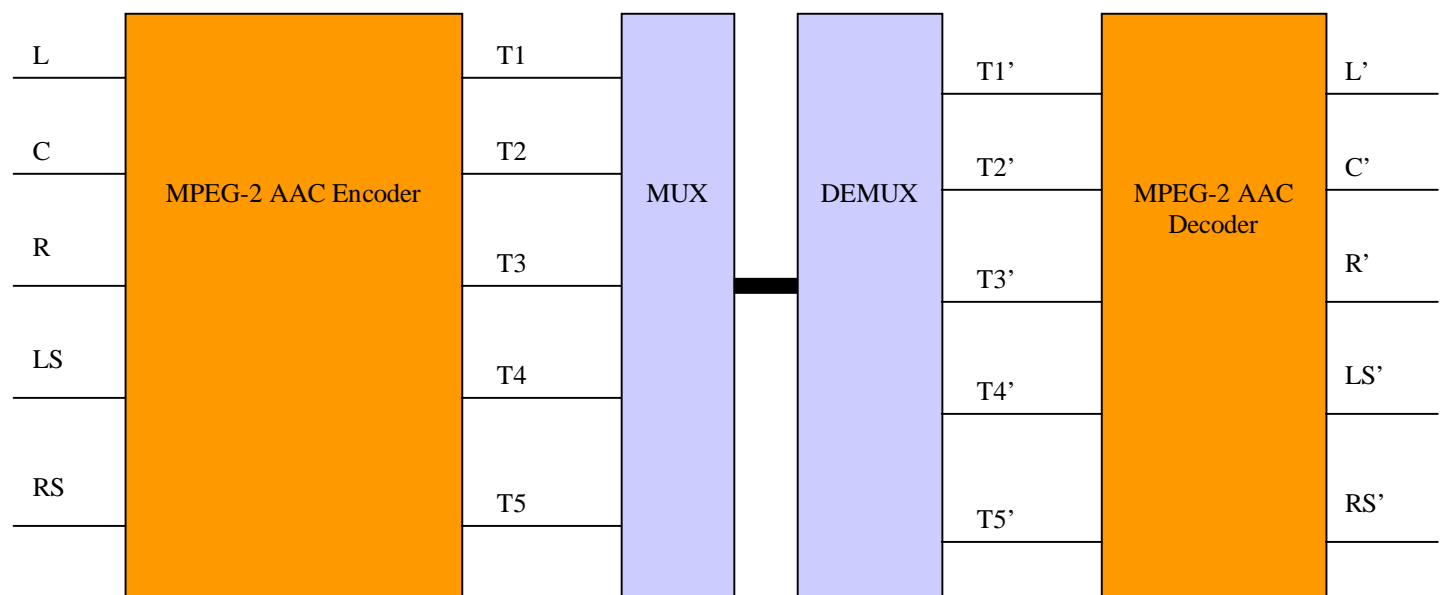 L
T1
T1’
L’
C
T2
T2’
C’
MPEG-2 AAC Encoder
MUX
DEMUX
MPEG-2 AAC
Decoder
R
T3
T3’
R’
LS
T4
T4’
LS’
RS
T5
T5’
RS’